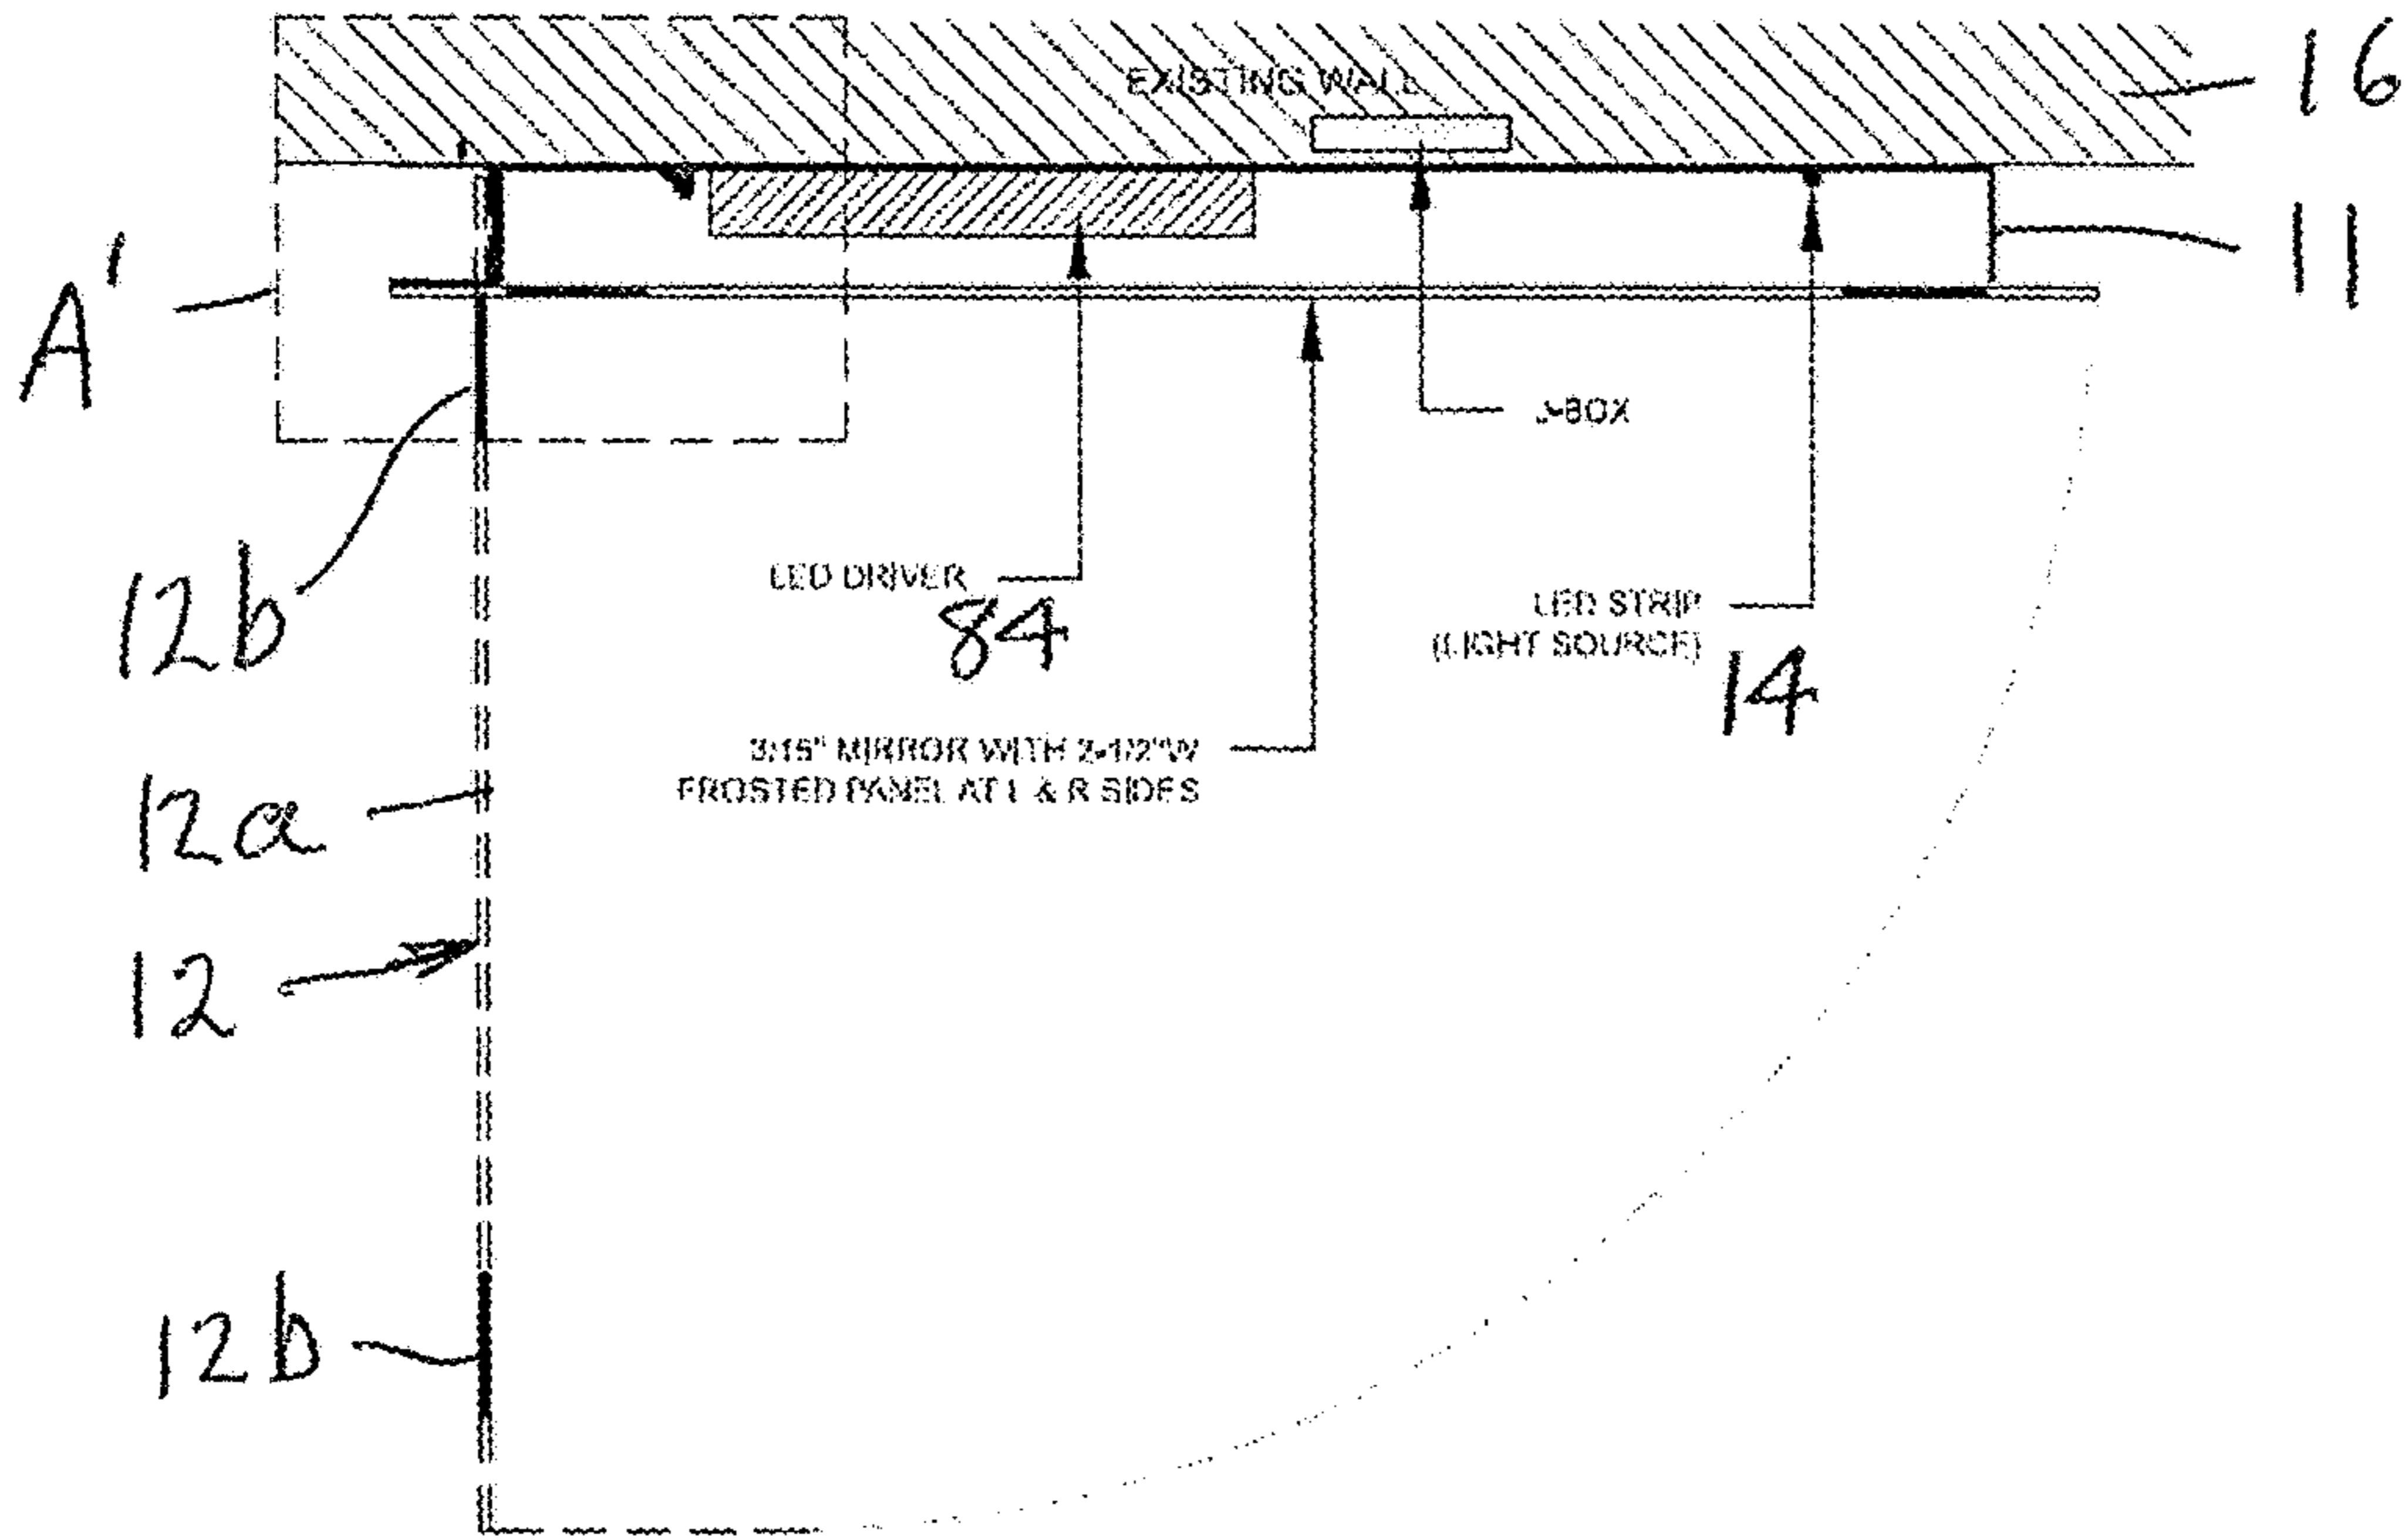 EXISTING WALL
16
11
A'
J-BOX
12b
LED DRIVER
84
LED STRIP
(LIGHT SOURCE)
14
3/16" MIRROR WITH 2-1/2"W
FROSTED PANEL AT L & R SIDES
12a
12
12b